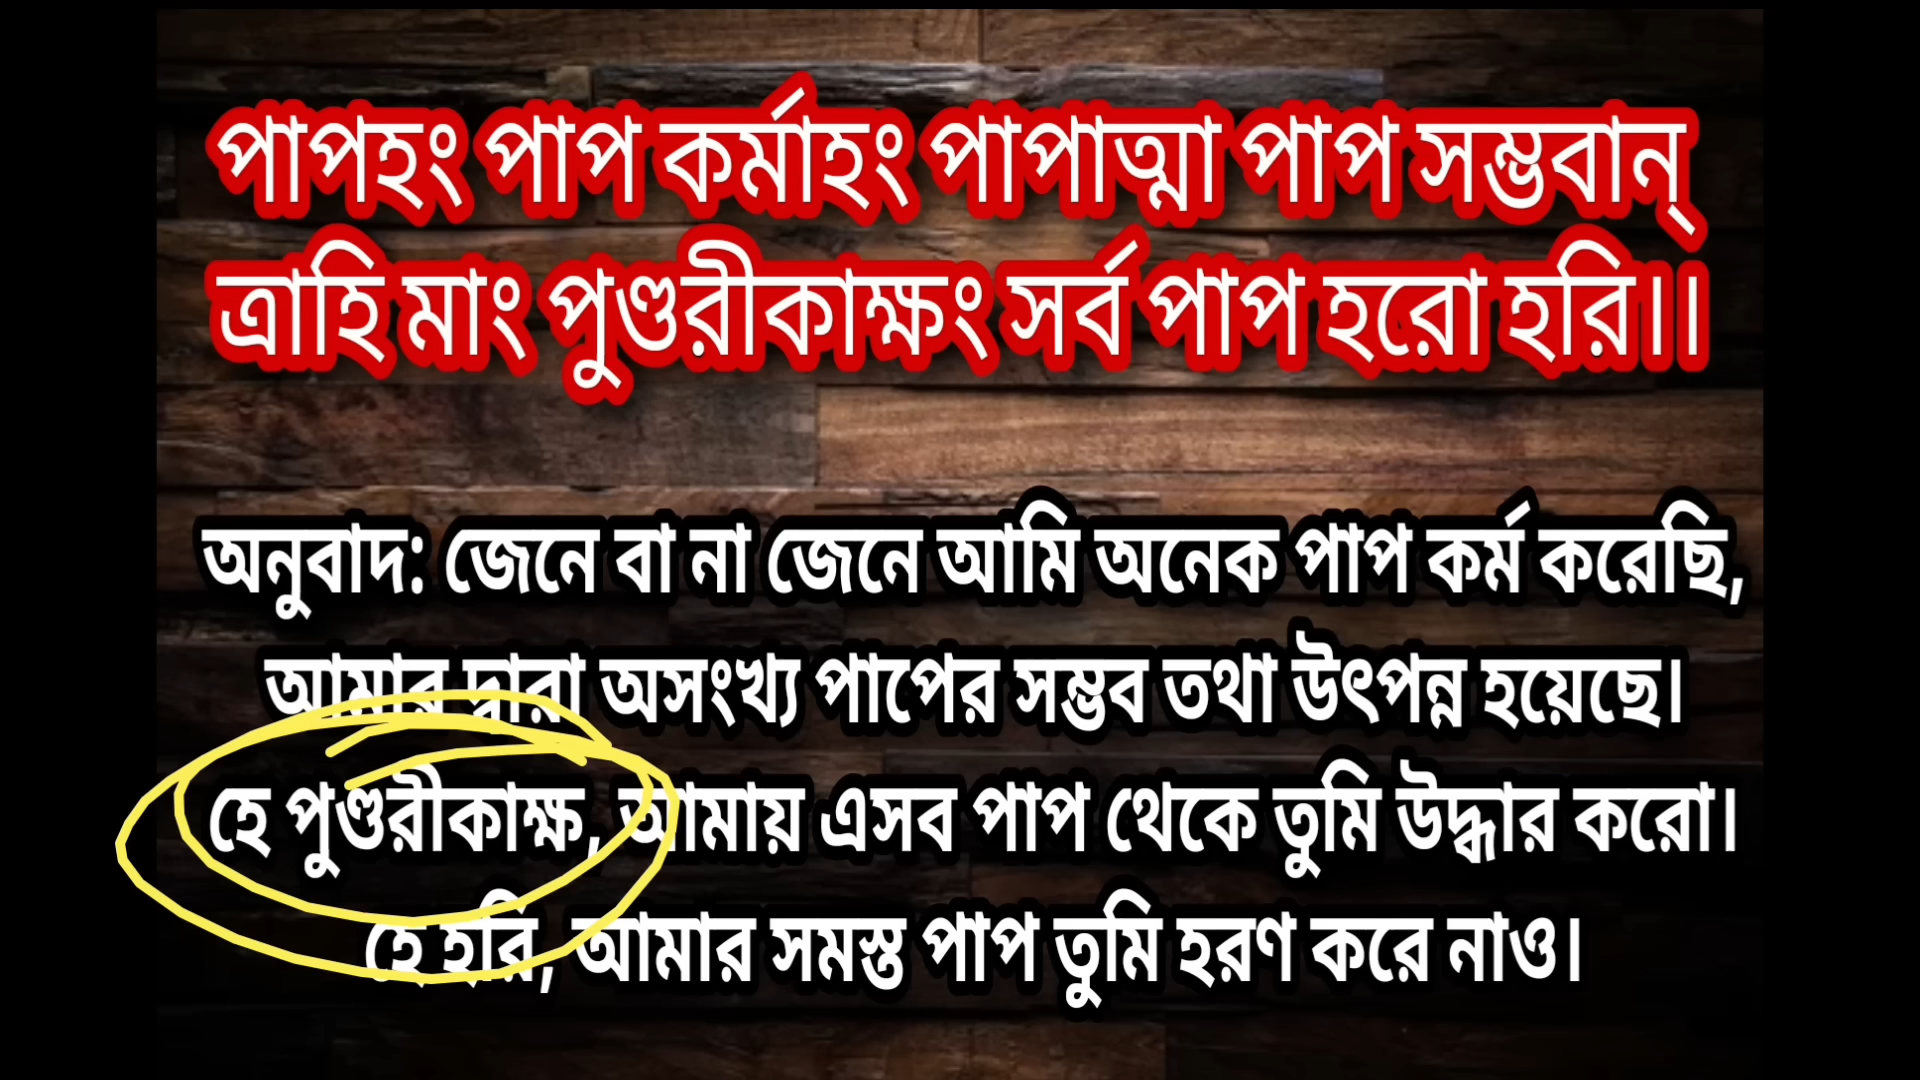 পাপহং পাপ কর্মাহং পাপাত্মা পাপ সম্ভবান্
ত্রাহি মাং পুণ্ডরীকাক্ষং সর্ব পাপ হরো হরি।।
অনুবাদ: জেনে বা না জেনে আমি অনেক পাপ কর্ম করেছি,
আমার দ্বারা অসংখ্য পাপের সম্ভব তথা উৎপন্ন হয়েছে।
হে পুণ্ডরীকাক্ষ, আমায় এসব পাপ থেকে তুমি উদ্ধার করো।
হে হরি, আমার সমস্ত পাপ তুমি হরণ করে নাও।